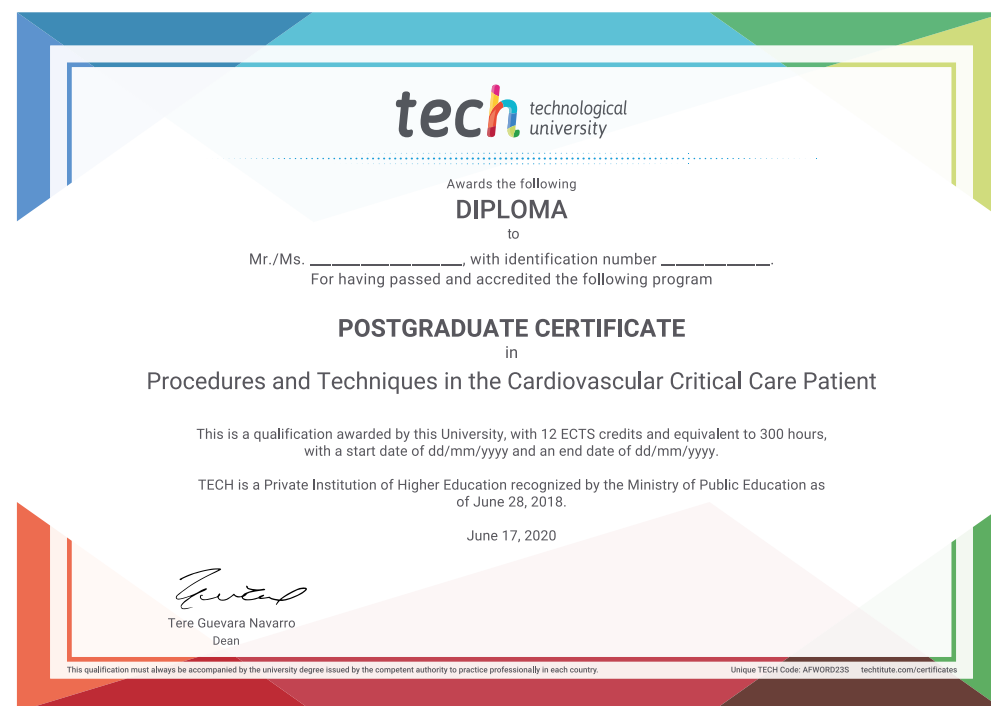 tech technological
university
Awards the following
DIPLOMA
to
Mr./Ms. ____________________, with identification number ______________.
For having passed and accredited the following program
POSTGRADUATE CERTIFICATE
in
Procedures and Techniques in the Cardiovascular Critical Care Patient
This is a qualification awarded by this University, with 12 ECTS credits and equivalent to 300 hours,
with a start date of dd/mm/yyyy and an end date of dd/mm/yyyy.
TECH is a Private Institution of Higher Education recognized by the Ministry of Public Education as
of June 28, 2018.
June 17, 2020
Tere Guevara Navarro
Dean
This qualification must always be accompanied by the university degree issued by the competent authority to practice professionally in each country. Unique TECH Code: AFWORD23S techtitute.com/certificates